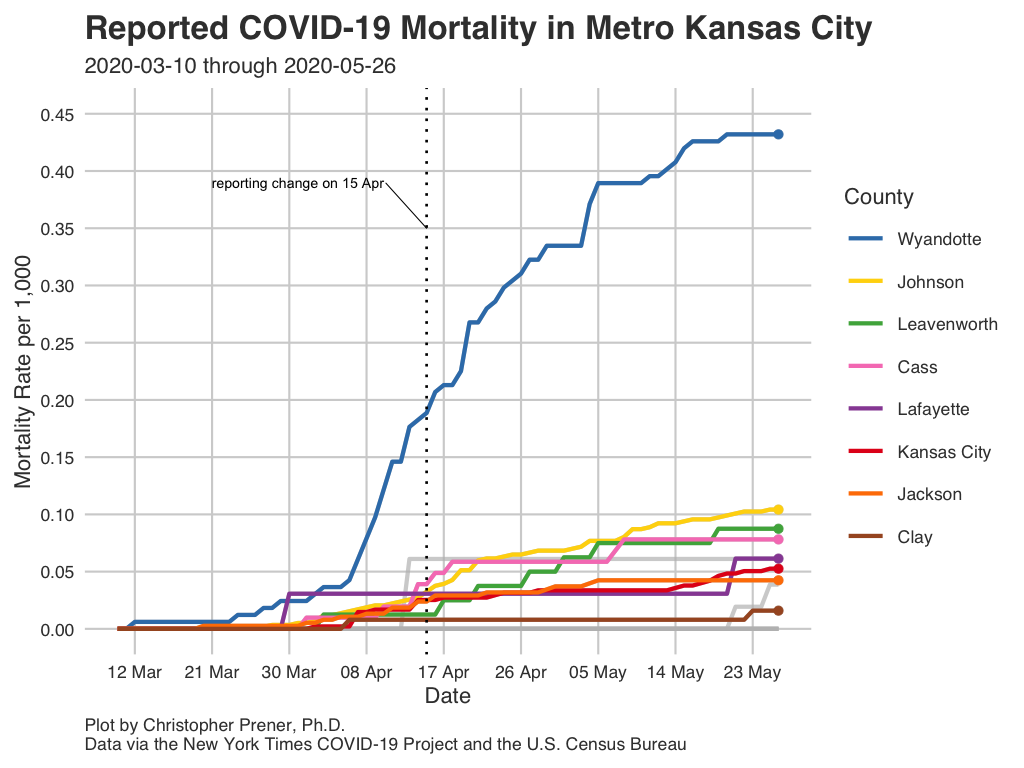 Reported COVID-19 Mortality in Metro Kansas City
2020-03-10 through 2020-05-26
Mortality Rate per 1,000
0.45
0.40
0.35
0.30
0.25
0.20
0.15
0.10
0.05
0.00
reporting change on 15 Apr
12 Mar 21 Mar 30 Mar 08 Apr 17 Apr 26 Apr 05 May 14 May 23 May
Date
County
Wyandotte
Johnson
Leavenworth
Cass
Lafayette
Kansas City
Jackson
Clay
Plot by Christopher Prener, Ph.D.
Data via the New York Times COVID-19 Project and the U.S. Census Bureau